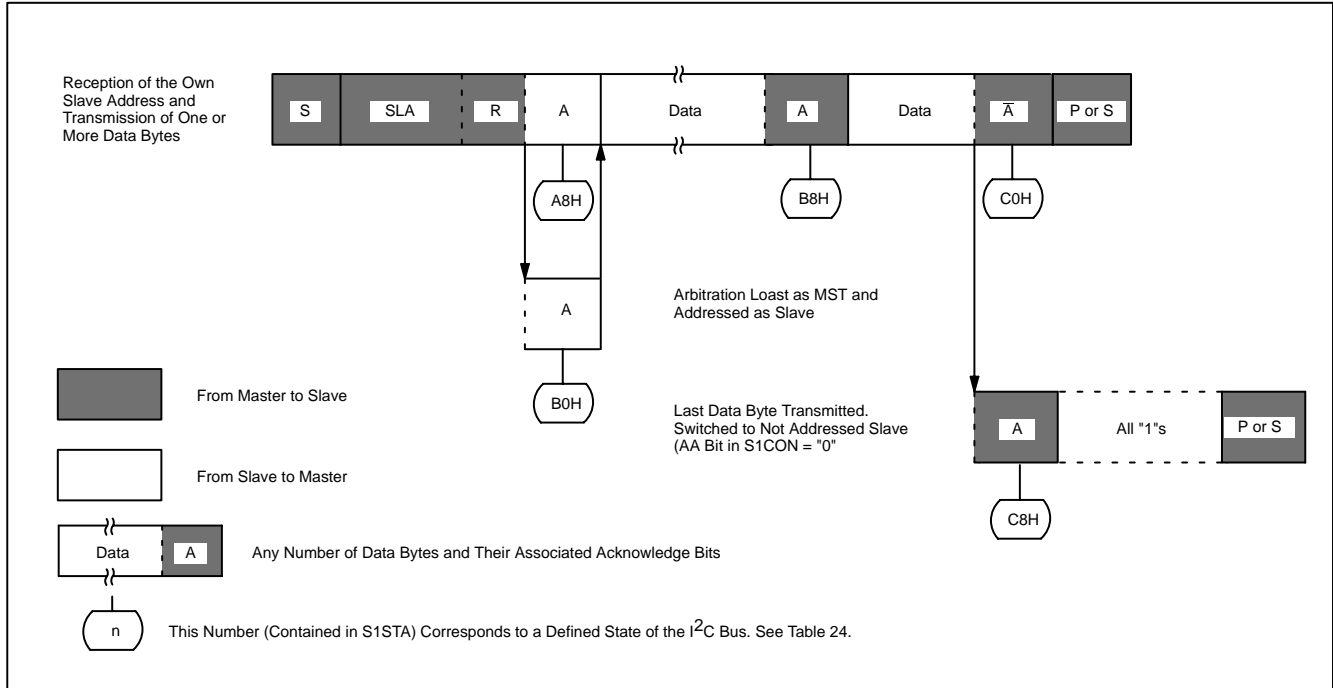 Reception of the Own
Slave Address and
Transmission of One or
More Data Bytes
S SLA R A Data A Data A̅ P or S
A8H B8H C0H
A
Arbitration Loast as MST and
Addressed as Slave
B0H
From Master to Slave
Last Data Byte Transmitted.
Switched to Not Addressed Slave
(AA Bit in S1CON = "0"
A All "1"s P or S
From Slave to Master
C8H
Data A Any Number of Data Bytes and Their Associated Acknowledge Bits
n This Number (Contained in S1STA) Corresponds to a Defined State of the I²C Bus. See Table 24.